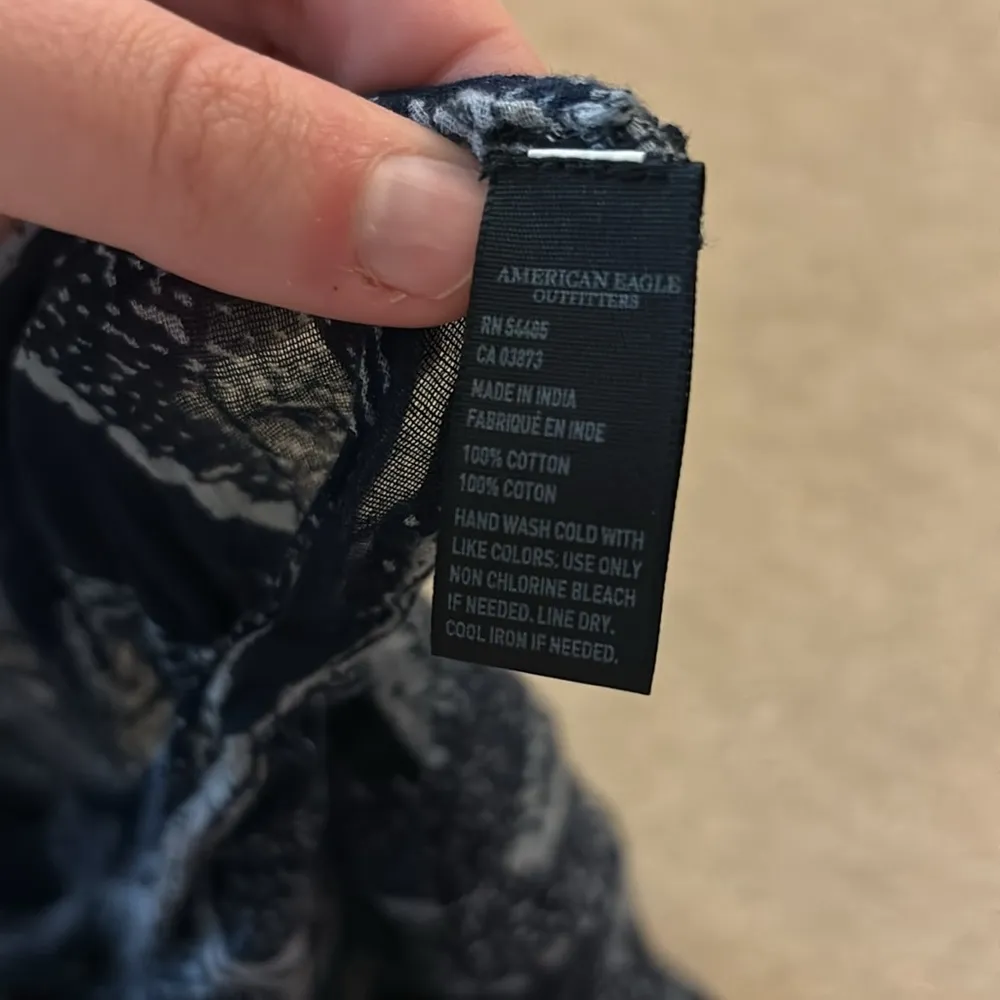 AMERICAN EAGLE
OUTFITTERS
RN 54485
CA 03873
MADE IN INDIA
FABRIQUÉ EN INDE
100% COTTON
100% COTON
HAND WASH COLD WITH
LIKE COLORS. USE ONLY
NON CHLORINE BLEACH
IF NEEDED. LINE DRY.
COOL IRON IF NEEDED.